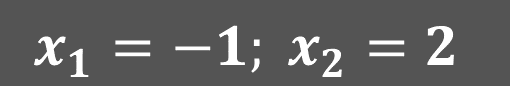 x₁ = −1; x₂ = 2